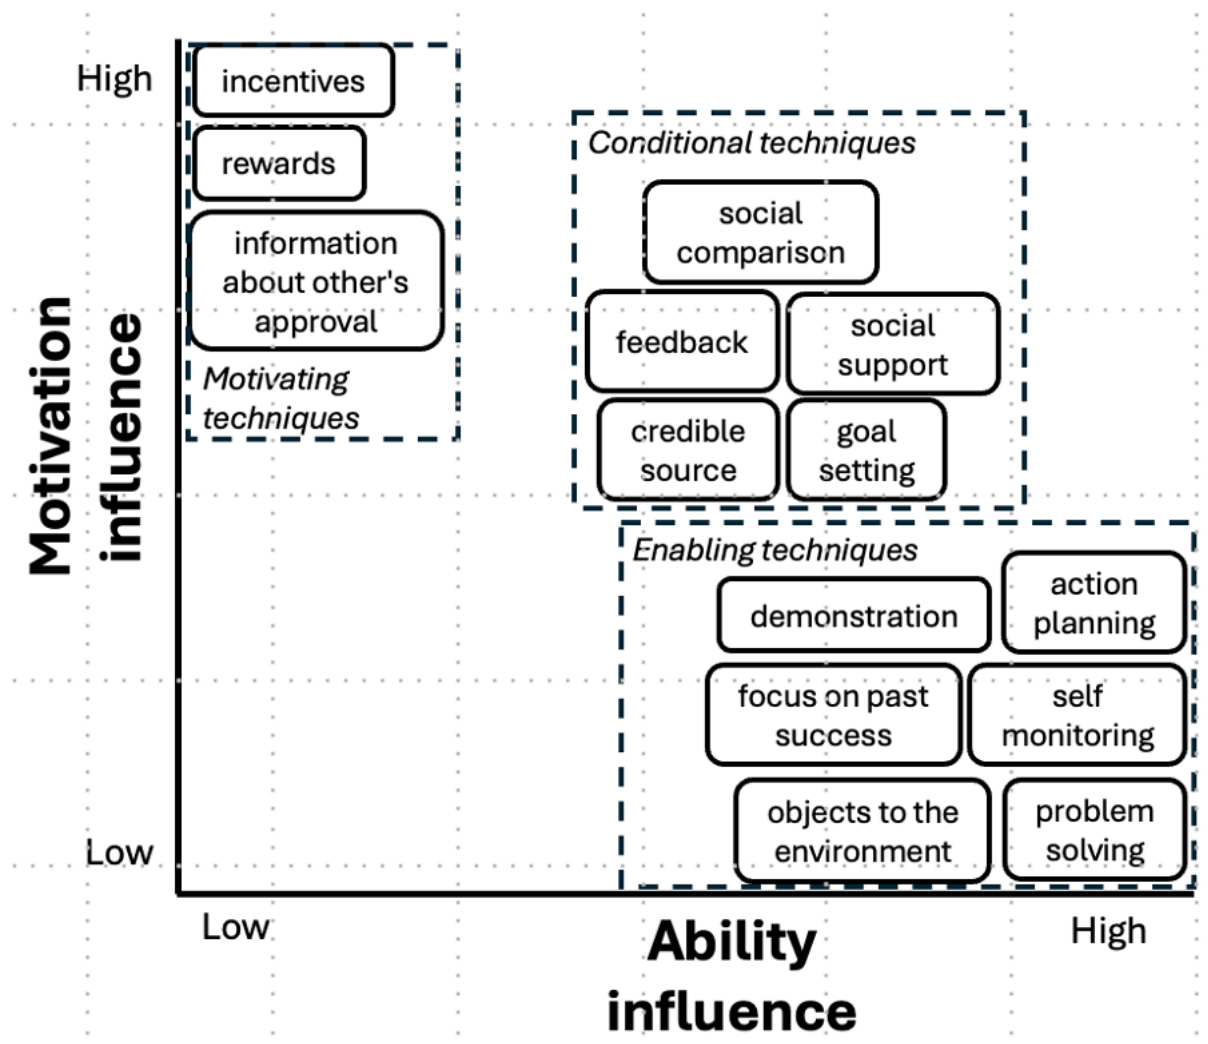 High
incentives
rewards
information
about other's
approval
Motivating
techniques
Motivation
influence
Conditional techniques
social
comparison
feedback
social
support
credible
source
goal
setting
Enabling techniques
demonstration
action
planning
focus on past
success
self
monitoring
objects to the
environment
problem
solving
Low
Low
Ability
influence
High